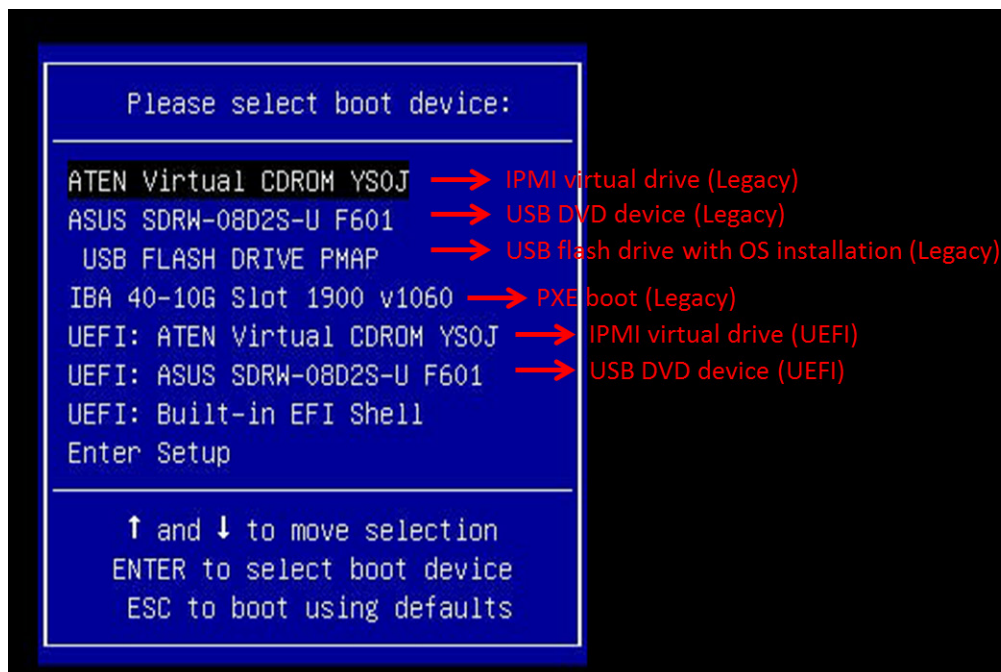 Please select boot device:
ATEN Virtual CDROM YS0J → IPMI virtual drive (Legacy)
ASUS SDRW-08D2S-U F601 → USB DVD device (Legacy)
USB FLASH DRIVE PMAP → USB flash drive with OS installation (Legacy)
IBA 40-10G Slot 1900 v1060 → PXE boot (Legacy)
UEFI: ATEN Virtual CDROM YS0J → IPMI virtual drive (UEFI)
UEFI: ASUS SDRW-08D2S-U F601 → USB DVD device (UEFI)
UEFI: Built-in EFI Shell
Enter Setup
↑ and ↓ to move selection
ENTER to select boot device
ESC to boot using defaults